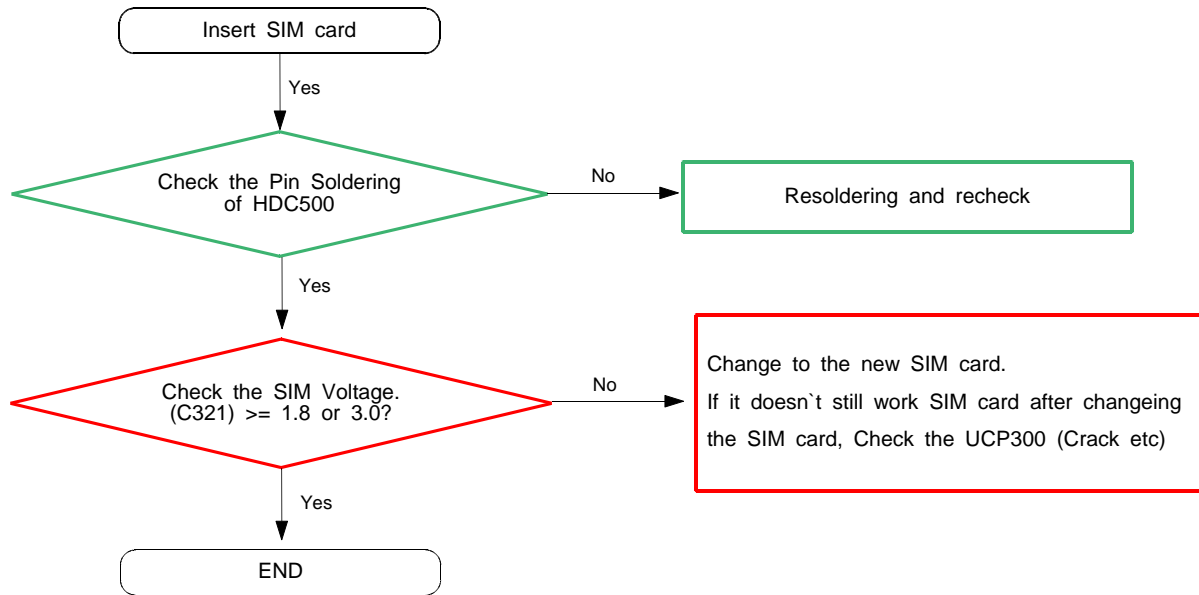 Insert SIM card
Yes
Check the Pin Soldering
of HDC500
No
Resoldering and recheck
Yes
Check the SIM Voltage.
(C321) >= 1.8 or 3.0?
No
Change to the new SIM card.
If it doesn`t still work SIM card after changeing
the SIM card, Check the UCP300 (Crack etc)
Yes
END